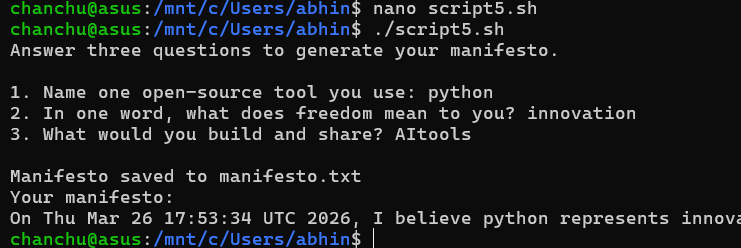 chanchu@asus:/mnt/c/Users/abhin$ nano script5.sh
chanchu@asus:/mnt/c/Users/abhin$ ./script5.sh
Answer three questions to generate your manifesto.
1. Name one open-source tool you use: python
2. In one word, what does freedom mean to you? innovation
3. What would you build and share? AItools
Manifesto saved to manifesto.txt
Your manifesto:
On Thu Mar 26 17:53:34 UTC 2026, I believe python represents
chanchu@asus:/mnt/c/Users/abhin$